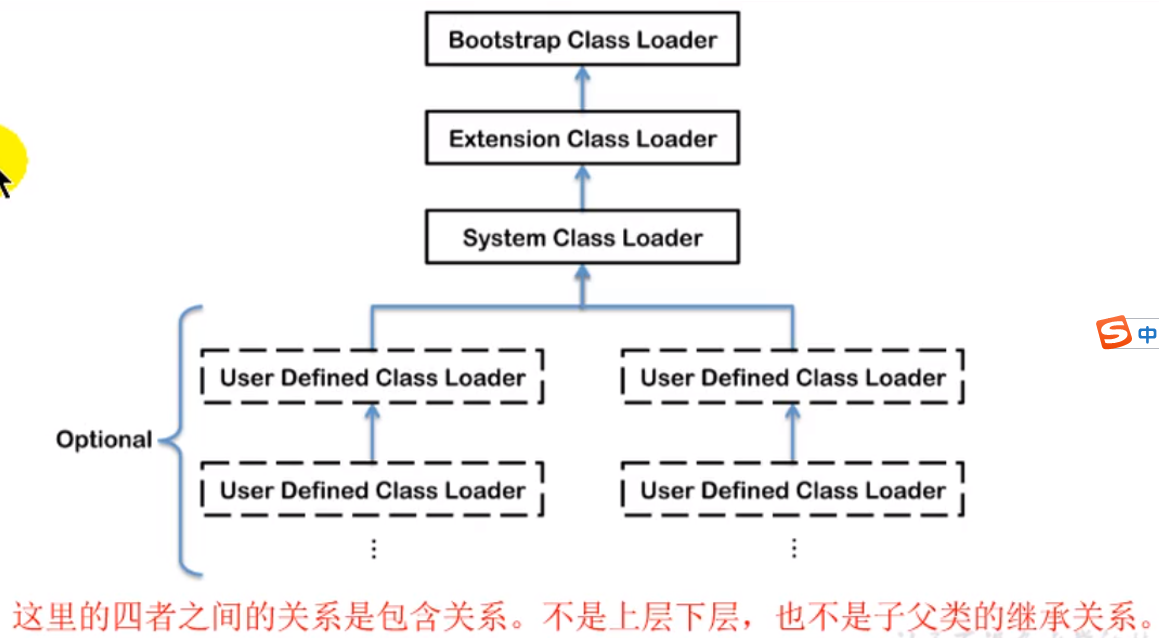 Bootstrap Class Loader
Extension Class Loader
System Class Loader
User Defined Class Loader
User Defined Class Loader
Optional
User Defined Class Loader
User Defined Class Loader
⋮
⋮
中
这里的四者之间的关系是包含关系。不是上层下层，也不是子父类的继承关系。